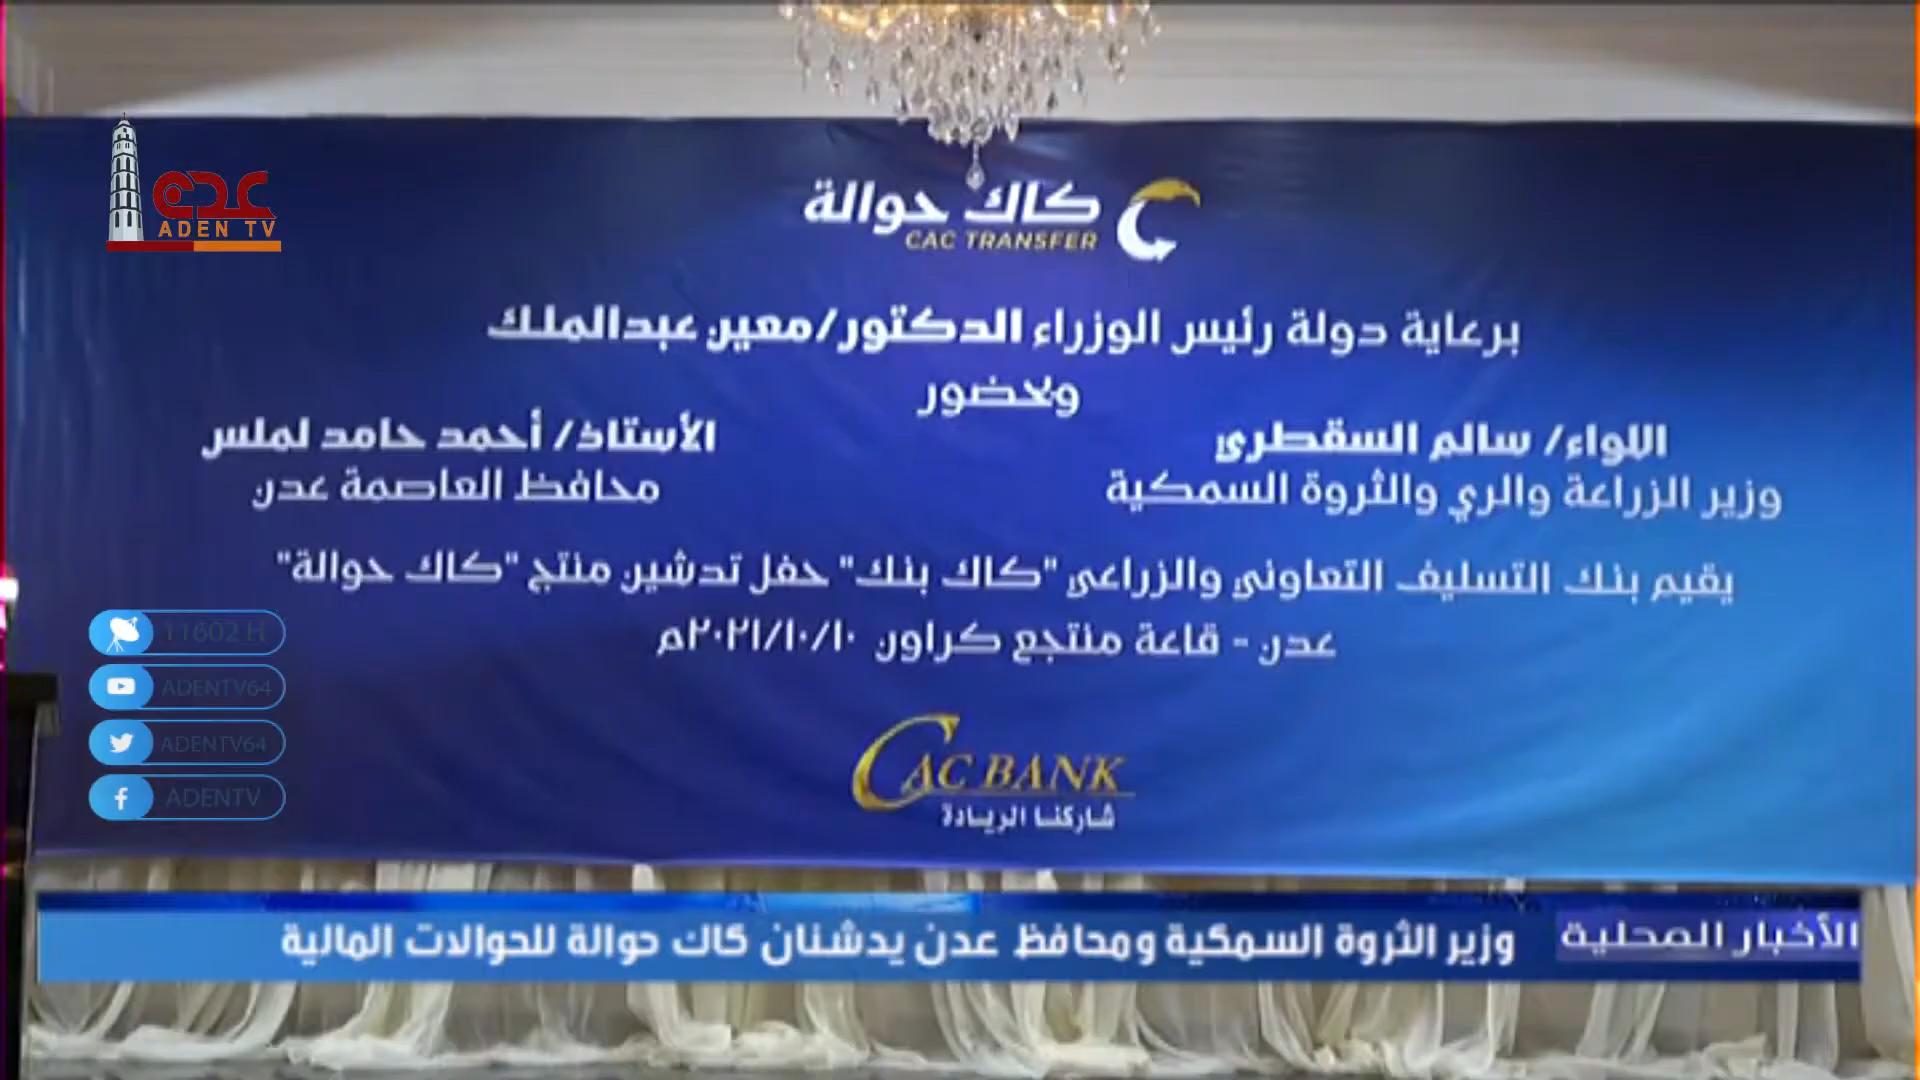 عدن
ADEN TV
كاك حوالة
CAC TRANSFER
برعاية دولة رئيس الوزراء الدكتور/معين عبدالملك
وبحضور
اللواء/ سالم السقطري
وزير الزراعة والري والثروة السمكية
الأستاذ/ أحمد حامد لملس
محافظ العاصمة عدن
يقيم بنك التسليف التعاوني والزراعي "كاك بنك" حفل تدشين منتج "كاك حوالة"
عدن - قاعة منتجع كراون ٢٠٢١/١٠/١٠م
CAC BANK
شاركنا الريادة
11602 H
ADENTV64
ADENTV64
ADENTV
الأخبار المحلية
وزير الثروة السمكية ومحافظ عدن يدشنان كاك حوالة للحوالات المالية